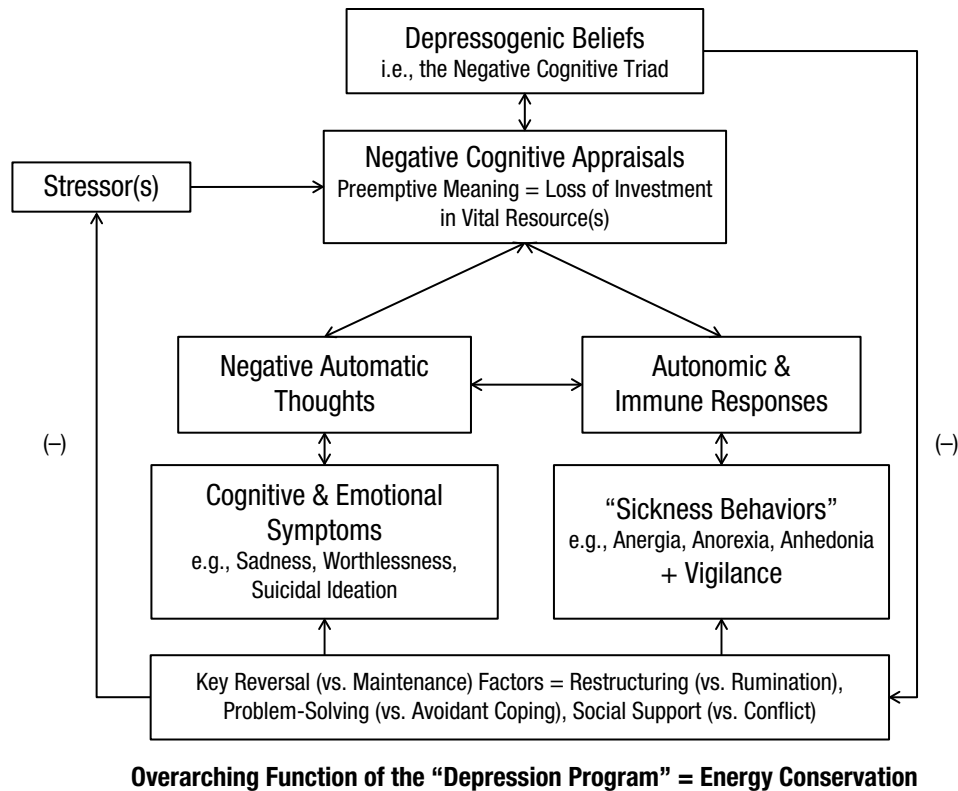 Depressogenic Beliefs
i.e., the Negative Cognitive Triad
Negative Cognitive Appraisals
Preemptive Meaning = Loss of Investment
in Vital Resource(s)
Stressor(s)
Negative Automatic
Thoughts
Autonomic &
Immune Responses
(–)
(–)
Cognitive & Emotional
Symptoms
e.g., Sadness, Worthlessness,
Suicidal Ideation
“Sickness Behaviors”
e.g., Anergia, Anorexia, Anhedonia
+ Vigilance
Key Reversal (vs. Maintenance) Factors = Restructuring (vs. Rumination),
Problem-Solving (vs. Avoidant Coping), Social Support (vs. Conflict)
Overarching Function of the “Depression Program” = Energy Conservation